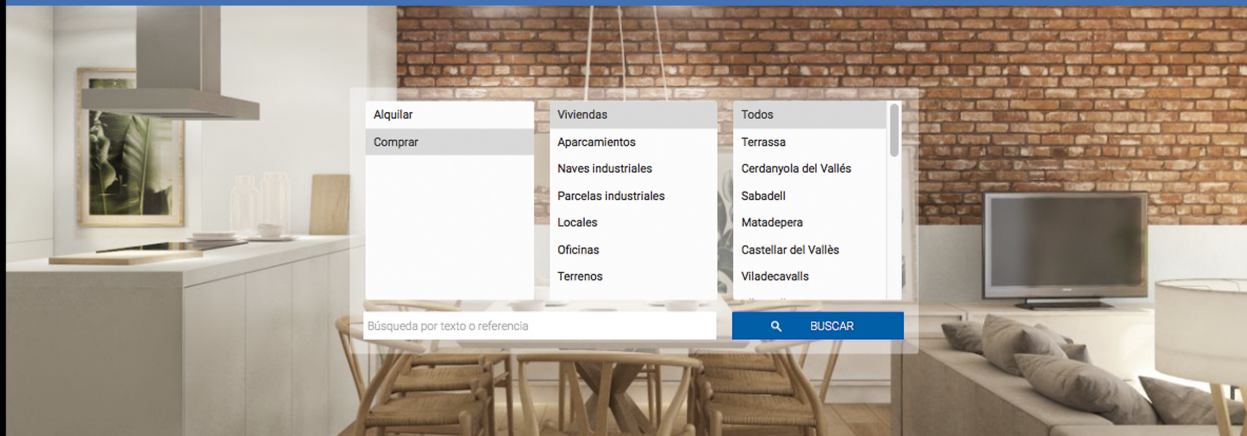 Alquilar
Comprar
Viviendas
Aparcamientos
Naves industriales
Parcelas industriales
Locales
Oficinas
Terrenos
Todos
Terrassa
Cerdanyola del Vallés
Sabadell
Matadepera
Castellar del Vallès
Viladecavalls
Búsqueda por texto o referencia
BUSCAR